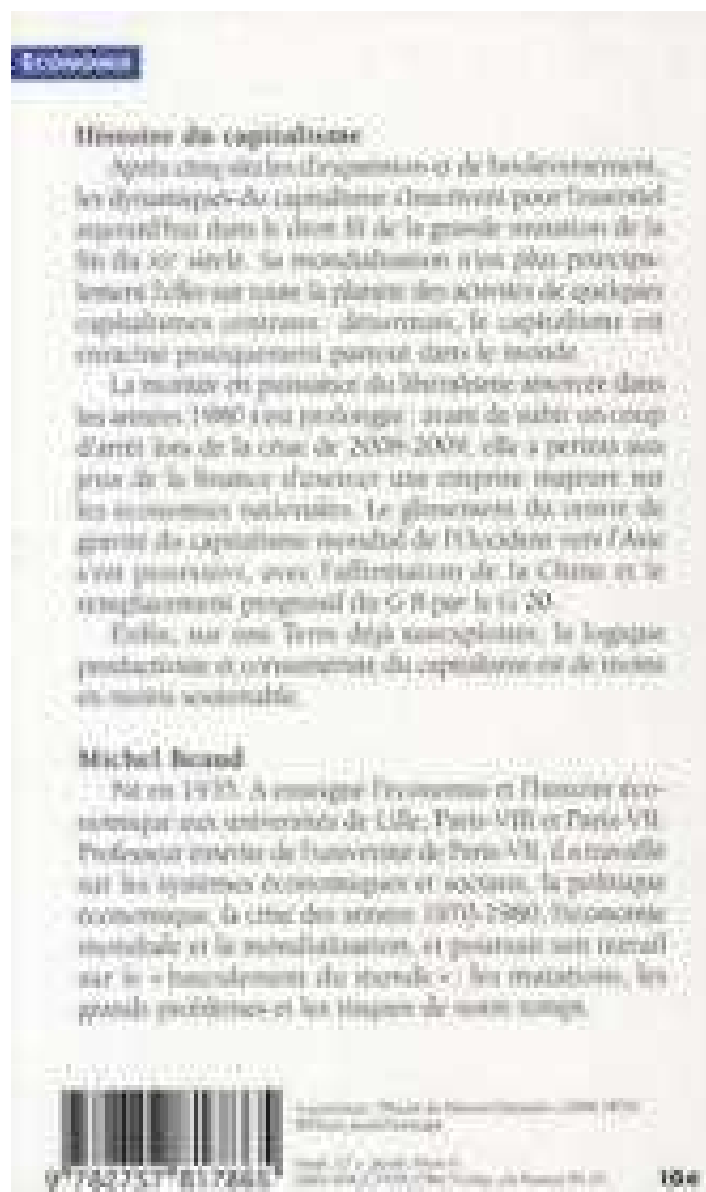 ÉCONOMIE
Histoire du capitalisme
Après cinq siècles d'expansion et de bouleversement,
les dynamiques du capitalisme s'inscrivent pour l'essentiel
aujourd'hui dans le droit fil de la grande mutation de la
fin du siècle. Sa mondialisation n'est plus principa-
lement l'effet sur toute la planète des activités de quelques
capitalismes centraux : désormais, le capitalisme est
enraciné pratiquement partout dans le monde.
La montée en puissance du libéralisme amorcée dans
les années 1980 s'est prolongée ; avant de subir un coup
d'arrêt lors de la crise de 2008-2009, elle a permis aux
jeux de la finance d'exercer une emprise majeure sur
les économies nationales. Le glissement du centre de
gravité du capitalisme mondial de l'Occident vers l'Asie
s'est poursuivi, avec l'affirmation de la Chine et le
remplacement progressif du G 8 par le G 20.
Enfin, sur une Terre déjà surexploitée, la logique
productiviste et consumériste du capitalisme est de moins
en moins soutenable.
Michel Beaud
Né en 1935. A enseigné l'économie et l'histoire éco-
nomique aux universités de Lille, Paris-VIII et Paris-VII.
Professeur émérite de l'université de Paris-VII, il a travaillé
sur les systèmes économiques et sociaux, la politique
économique, la crise des années 1970-1980, l'économie
mondiale et la mondialisation, et poursuit son travail
sur le « basculement du monde » : les mutations, les
grands problèmes et les risques de notre temps.
9 782757 817865
10 €